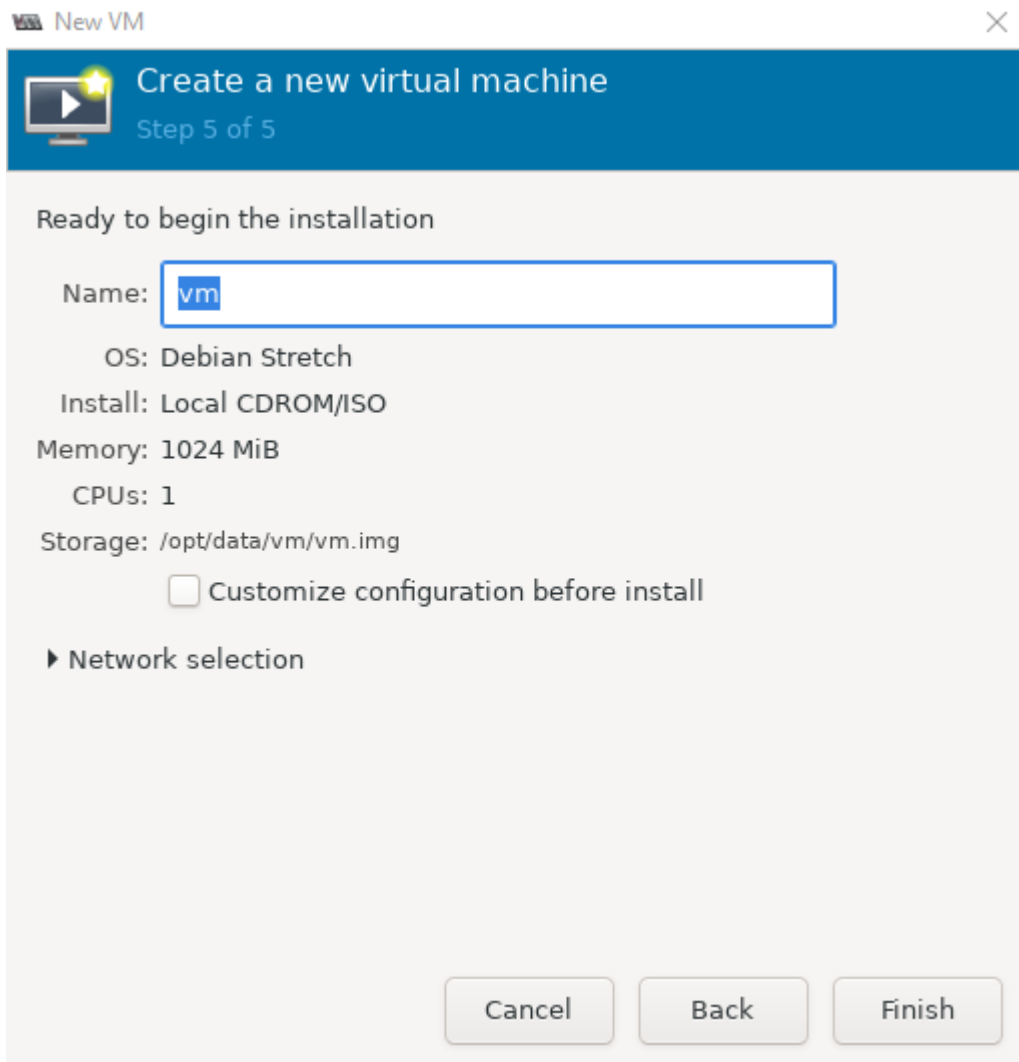 New VM
Create a new virtual machine
Step 5 of 5
Ready to begin the installation
Name: vm
OS: Debian Stretch
Install: Local CDROM/ISO
Memory: 1024 MiB
CPUs: 1
Storage: /opt/data/vm/vm.img
Customize configuration before install
Network selection
Cancel Back Finish